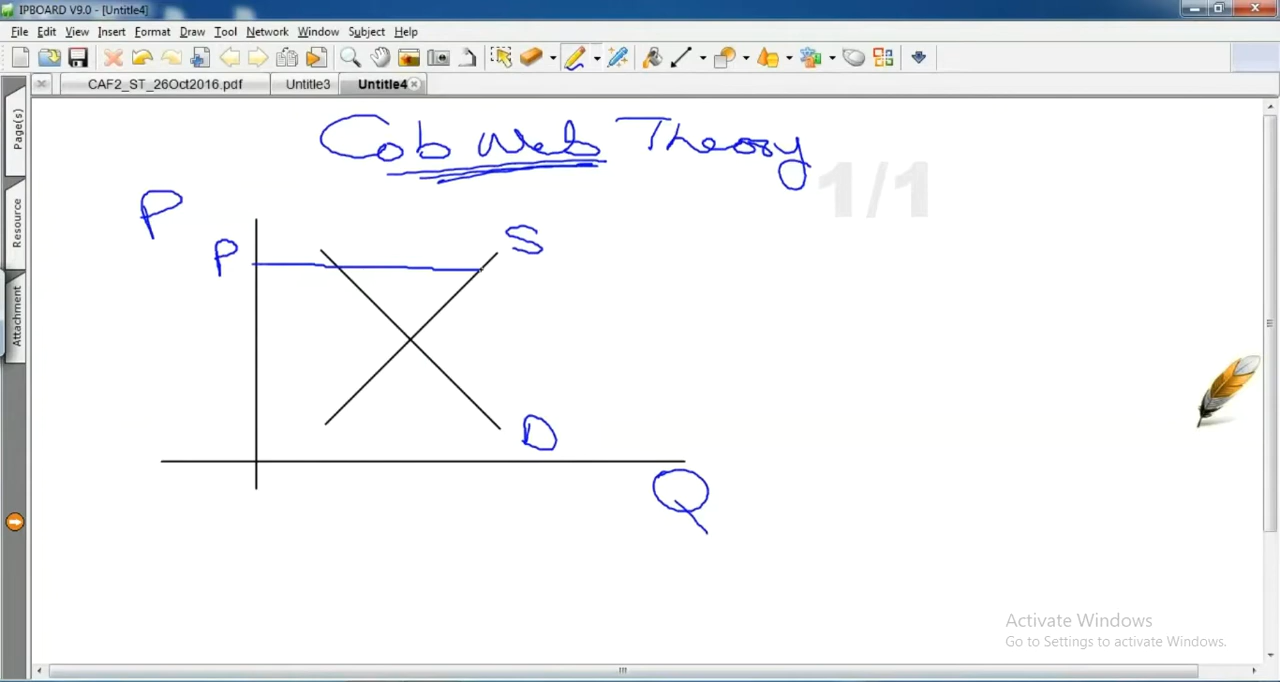 IPBOARD V9.0 - [Untitle4]
File Edit View Insert Format Draw Tool Network Window Subject Help
CAF2_ST_26Oct2016.pdf Untitle3 Untitle4
Page(s)
Resource
Attachment
Cob Web Theory
1/1
P
P
S
D
Q
Activate Windows
Go to Settings to activate Windows.